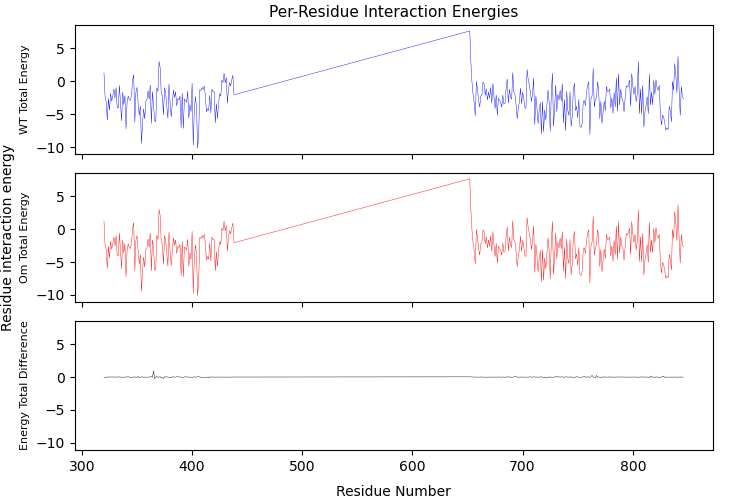 Per-Residue Interaction Energies
Residue interaction energy
WT Total Energy
5
0
−5
−10
Om Total Energy
5
0
−5
−10
Energy Total Difference
5
0
−5
−10
300 400 500 600 700 800
Residue Number